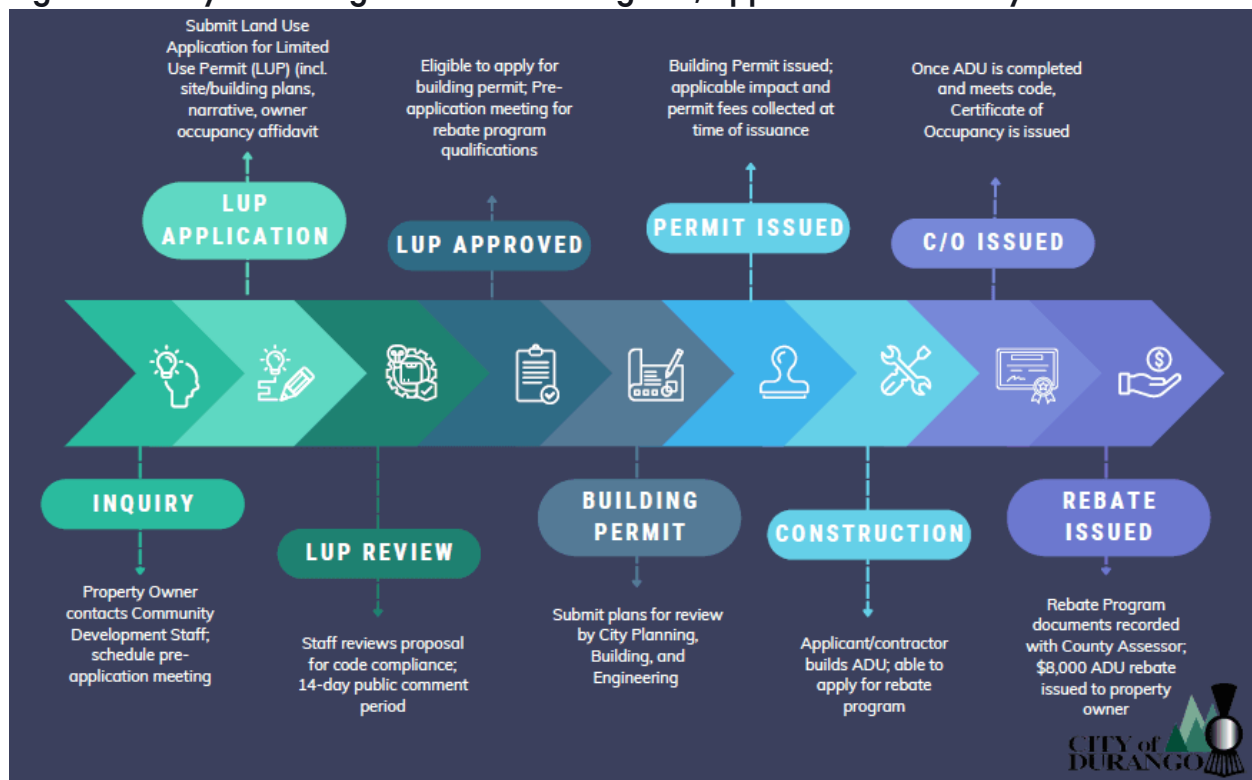 Submit Land Use
Application for Limited
Use Permit (LUP) (incl.
site/building plans,
narrative, owner
occupancy affidavit
LUP
APPLICATION
Eligible to apply for
building permit; Pre-
application meeting for
rebate program
qualifications
LUP APPROVED
Building Permit issued;
applicable impact and
permit fees collected at
time of issuance
PERMIT ISSUED
Once ADU is completed
and meets code,
Certificate of
Occupancy is issued
C/O ISSUED
INQUIRY
Property Owner
contacts Community
Development Staff;
schedule pre-
application meeting
LUP REVIEW
Staff reviews proposal
for code compliance;
14-day public comment
period
BUILDING
PERMIT
Submit plans for review
by City Planning,
Building, and
Engineering
CONSTRUCTION
Applicant/contractor
builds ADU; able to
apply for rebate
program
REBATE
ISSUED
Rebate Program
documents recorded
with County Assessor;
$8,000 ADU rebate
issued to property
owner
CITY of
DURANGO